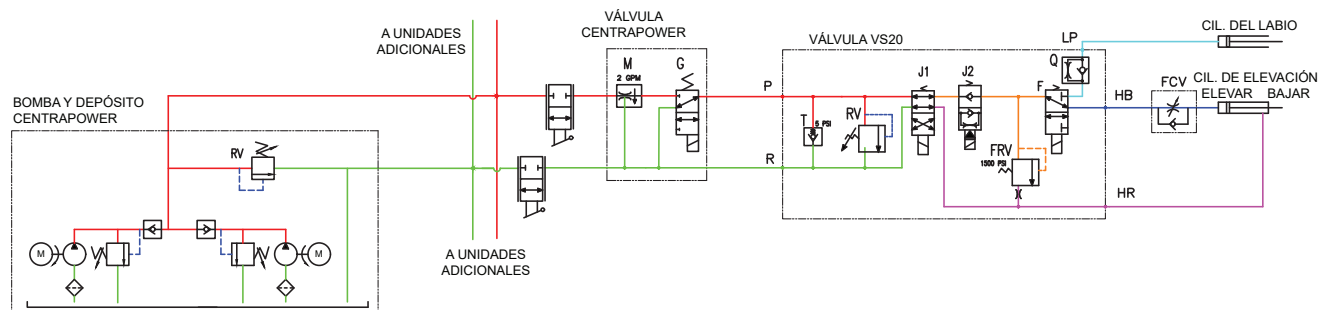 A UNIDADES
ADICIONALES
VÁLVULA
CENTRAPOWER
M
2 GPM
G
VÁLVULA VS20
LP
CIL. DEL LABIO
Q
J1
J2
F
P
T
5 PSI
RV
FRV
1500 PSI
HB
FCV
CIL. DE ELEVACIÓN
ELEVAR
BAJAR
R
HR
BOMBA Y DEPÓSITO
CENTRAPOWER
RV
M
M
A UNIDADES
ADICIONALES